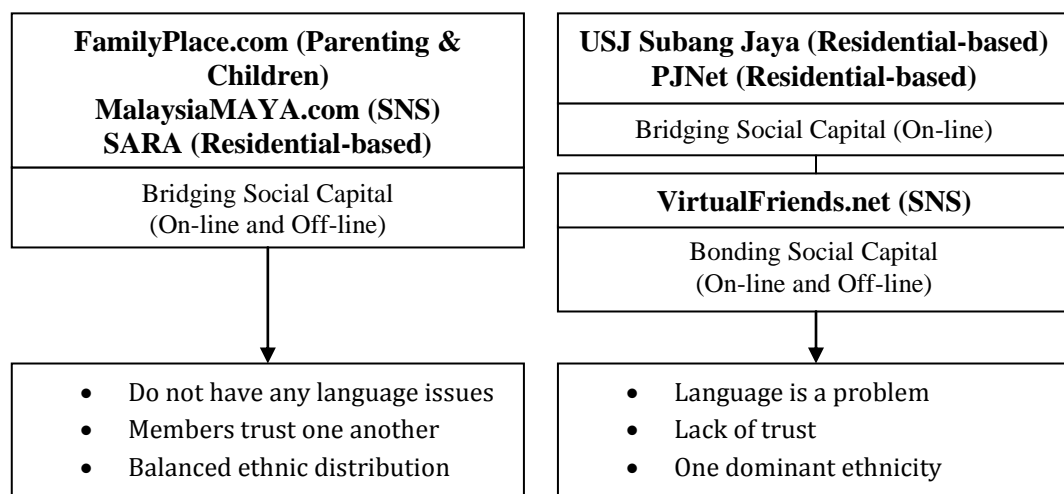 FamilyPlace.com (Parenting &
Children)
MalaysiaMAYA.com (SNS)
SARA (Residential-based)
Bridging Social Capital
(On-line and Off-line)
• Do not have any language issues
• Members trust one another
• Balanced ethnic distribution
USJ Subang Jaya (Residential-based)
PJNet (Residential-based)
Bridging Social Capital (On-line)
VirtualFriends.net (SNS)
Bonding Social Capital
(On-line and Off-line)
• Language is a problem
• Lack of trust
• One dominant ethnicity